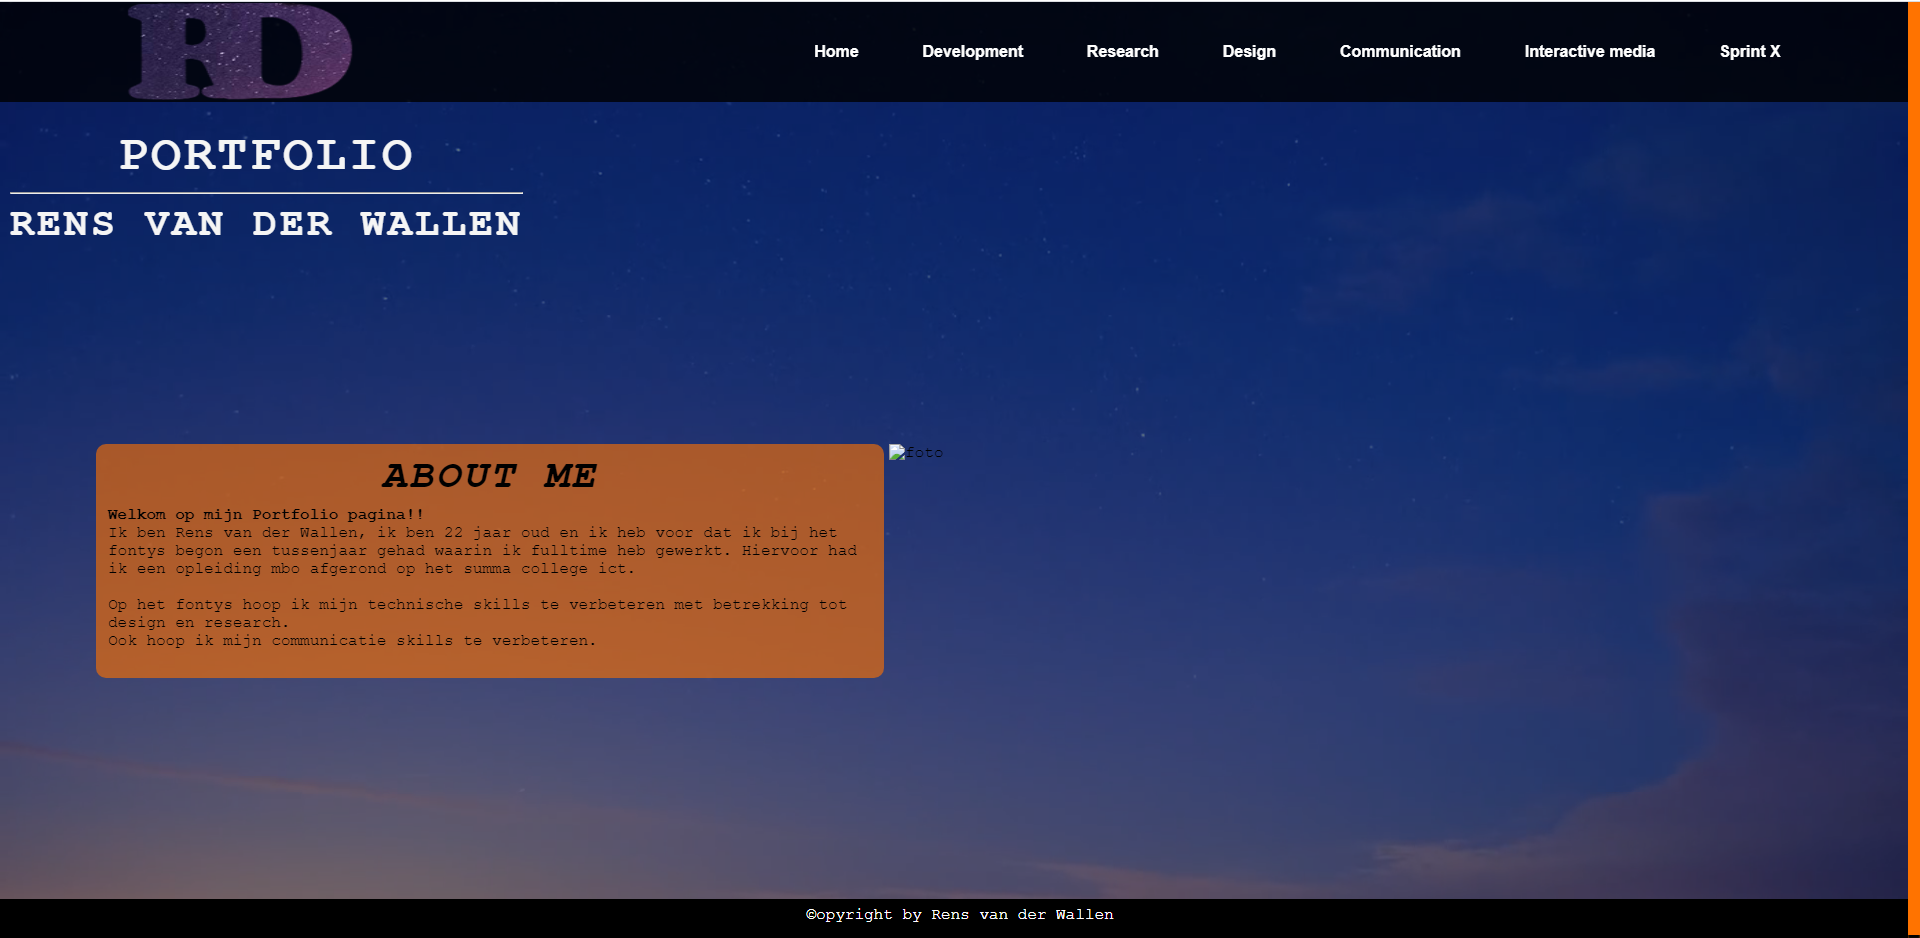 RD
Home Development Research Design Communication Interactive media Sprint X
PORTFOLIO
RENS VAN DER WALLEN
ABOUT ME
foto
Welkom op mijn Portfolio pagina!!
Ik ben Rens van der Wallen, ik ben 22 jaar oud en ik heb voor dat ik bij het
fontys begon een tussenjaar gehad waarin ik fulltime heb gewerkt. Hiervoor had
ik een opleiding mbo afgerond op het summa college ict.
Op het fontys hoop ik mijn technische skills te verbeteren met betrekking tot
design en research.
Ook hoop ik mijn communicatie skills te verbeteren.
©opyright by Rens van der Wallen